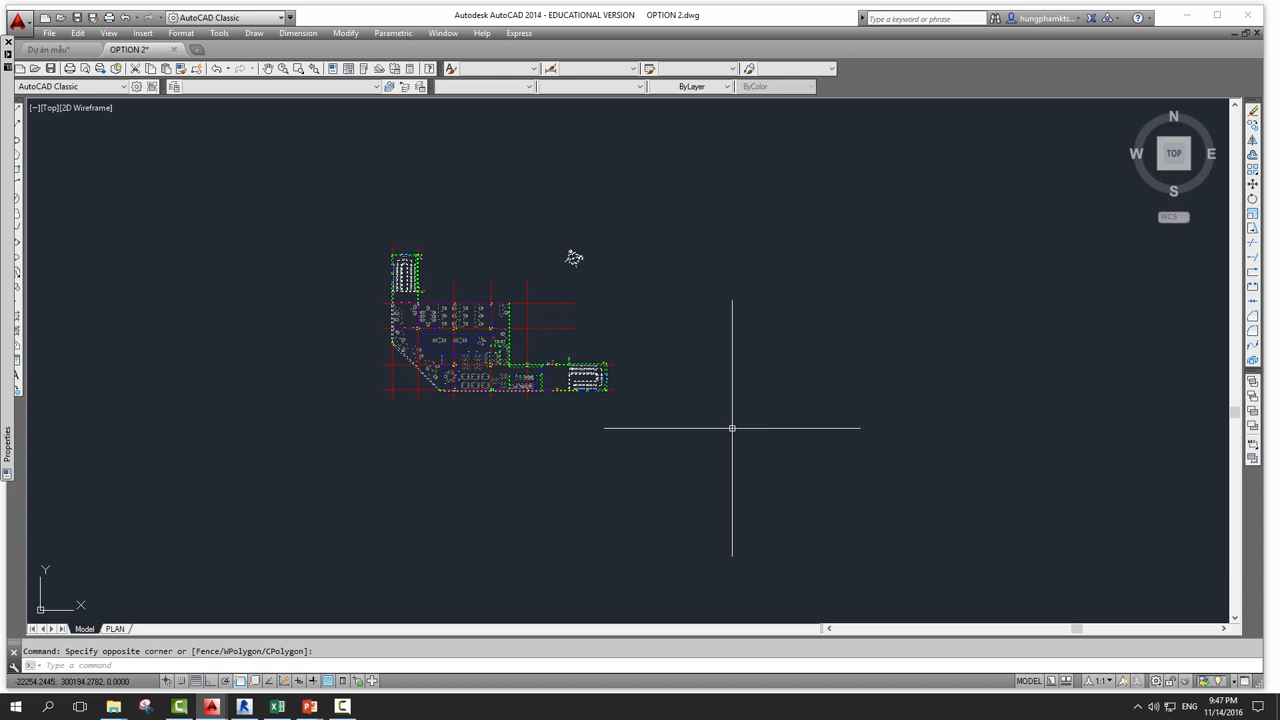 AutoCAD Classic
Autodesk AutoCAD 2014 - EDUCATIONAL VERSION OPTION 2.dwg
Type a keyword or phrase
hungphamkts...
File Edit View Insert Format Tools Draw Dimension Modify Parametric Window Help Express
Dự án mẫu*
OPTION 2*
AutoCAD Classic
ByLayer
ByColor
[−][Top][2D Wireframe]
N
W
TOP
E
S
WCS
Properties
Y
X
Model
PLAN
Command: Specify opposite corner or [Fence/WPolygon/CPolygon]:
Type a command
-22254.2445, 300194.2782, 0.0000
MODEL
1:1
ENG
9:47 PM
11/14/2016